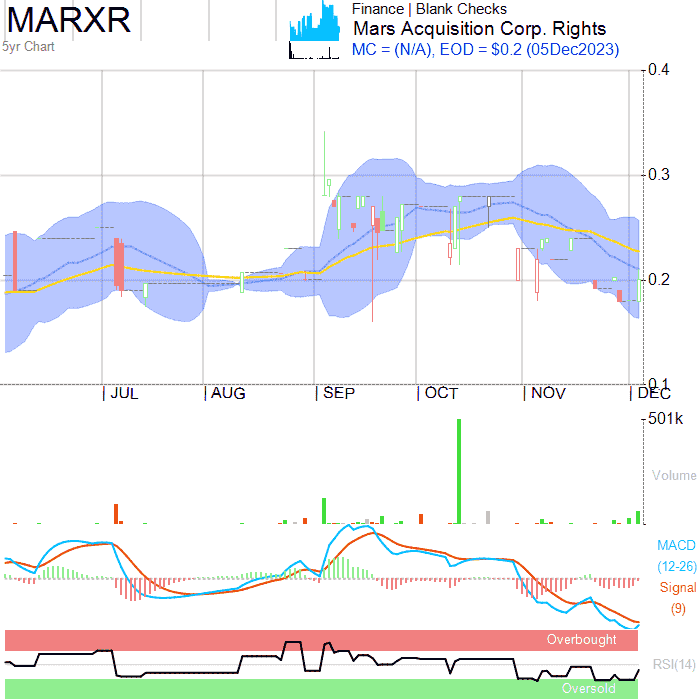 MARXR
5yr Chart
Finance | Blank Checks
Mars Acquisition Corp. Rights
MC = (N/A), EOD = $0.2 (05Dec2023)
0.4
0.3
0.2
0.1
JUL AUG SEP OCT NOV DEC
501k
Volume
MACD
(12-26)
Signal
(9)
Overbought
RSI(14)
Oversold